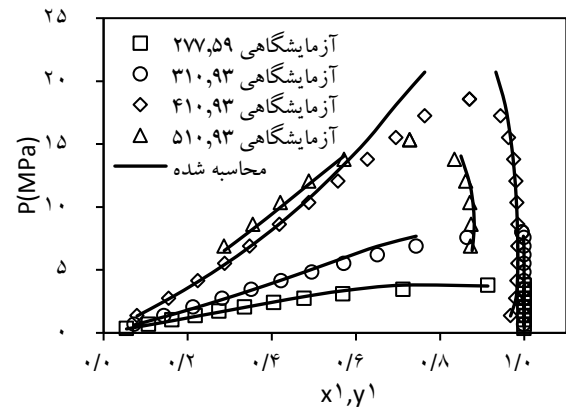 ۲۵
۲۰
۱۵
۱۰
۵
۰
P(MPa)
آزمایشگاهی ۲۷۷,۵۹
آزمایشگاهی ۳۱۰,۹۳
آزمایشگاهی ۴۱۰,۹۳
آزمایشگاهی ۵۱۰,۹۳
محاسبه شده
۰/۰ ۰/۲ ۰/۴ ۰/۶ ۰/۸ ۱/۰
x۱,y۱